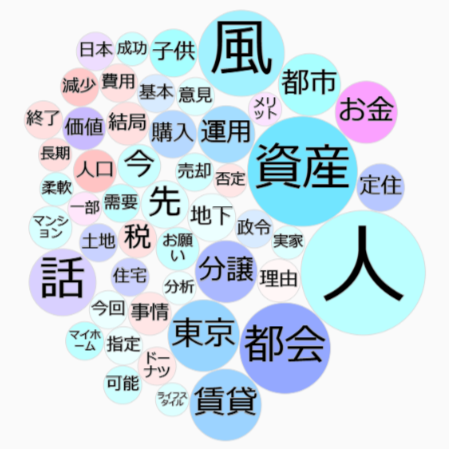 風
日本
成功
子供
都市
減少
費用
基本
意見
メリ
ット
お金
終了
価値
結局
購入
運用
長期
人口
今
売却
否定
資産
定住
柔軟
一部
需要
先
地下
政令
実家
マンシ
ョン
土地
税
お願
い
人
話
住宅
分析
分譲
理由
今回
事情
東京
都会
マイホ
ーム
指定
ドー
ナツ
可能
ライフス
タイル
賃貸